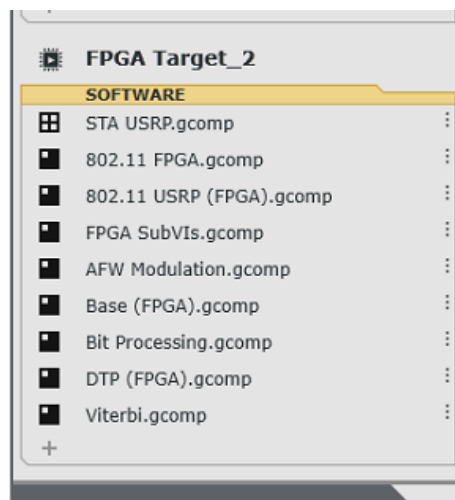 FPGA Target_2
SOFTWARE
STA USRP.gcomp
802.11 FPGA.gcomp
802.11 USRP (FPGA).gcomp
FPGA SubVIs.gcomp
AFW Modulation.gcomp
Base (FPGA).gcomp
Bit Processing.gcomp
DTP (FPGA).gcomp
Viterbi.gcomp